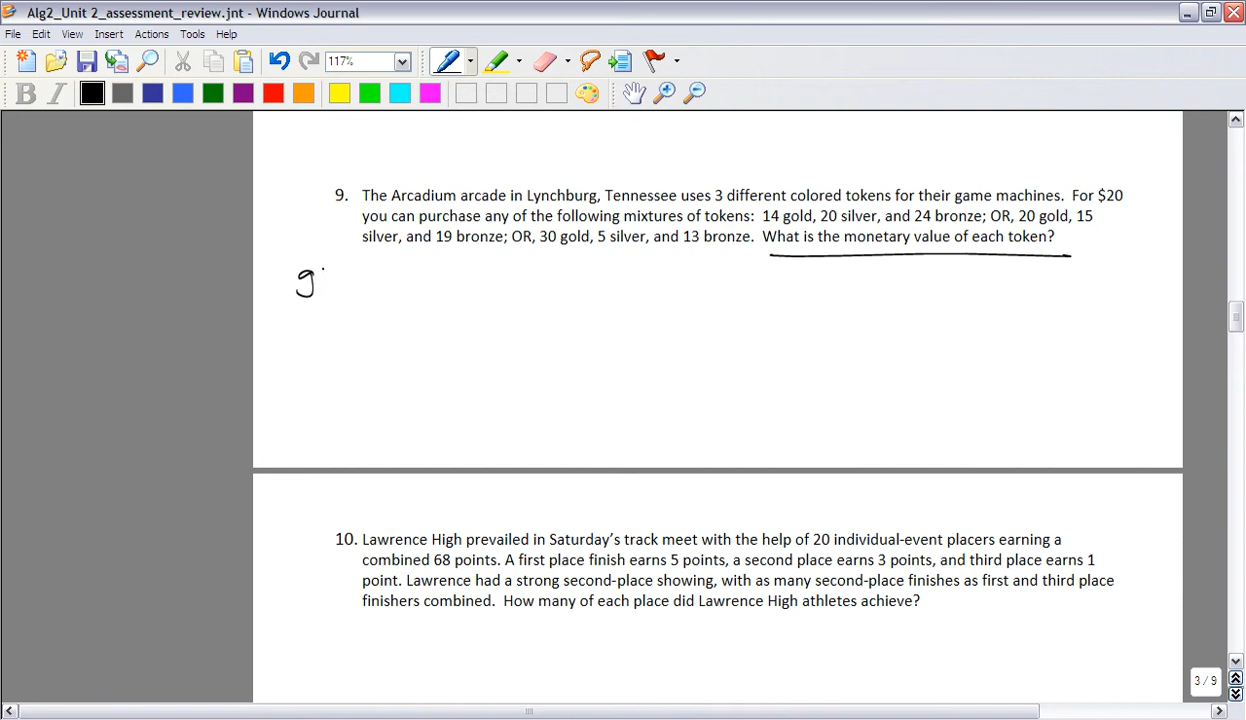 Alg2_Unit 2_assessment_review.jnt - Windows Journal
File Edit View Insert Actions Tools Help
117%
B I
9. The Arcadium arcade in Lynchburg, Tennessee uses 3 different colored tokens for their game machines. For $20
you can purchase any of the following mixtures of tokens: 14 gold, 20 silver, and 24 bronze; OR, 20 gold, 15
silver, and 19 bronze; OR, 30 gold, 5 silver, and 13 bronze. What is the monetary value of each token?
g
10. Lawrence High prevailed in Saturday's track meet with the help of 20 individual-event placers earning a
combined 68 points. A first place finish earns 5 points, a second place earns 3 points, and third place earns 1
point. Lawrence had a strong second-place showing, with as many second-place finishes as first and third place
finishers combined. How many of each place did Lawrence High athletes achieve?
3 / 9